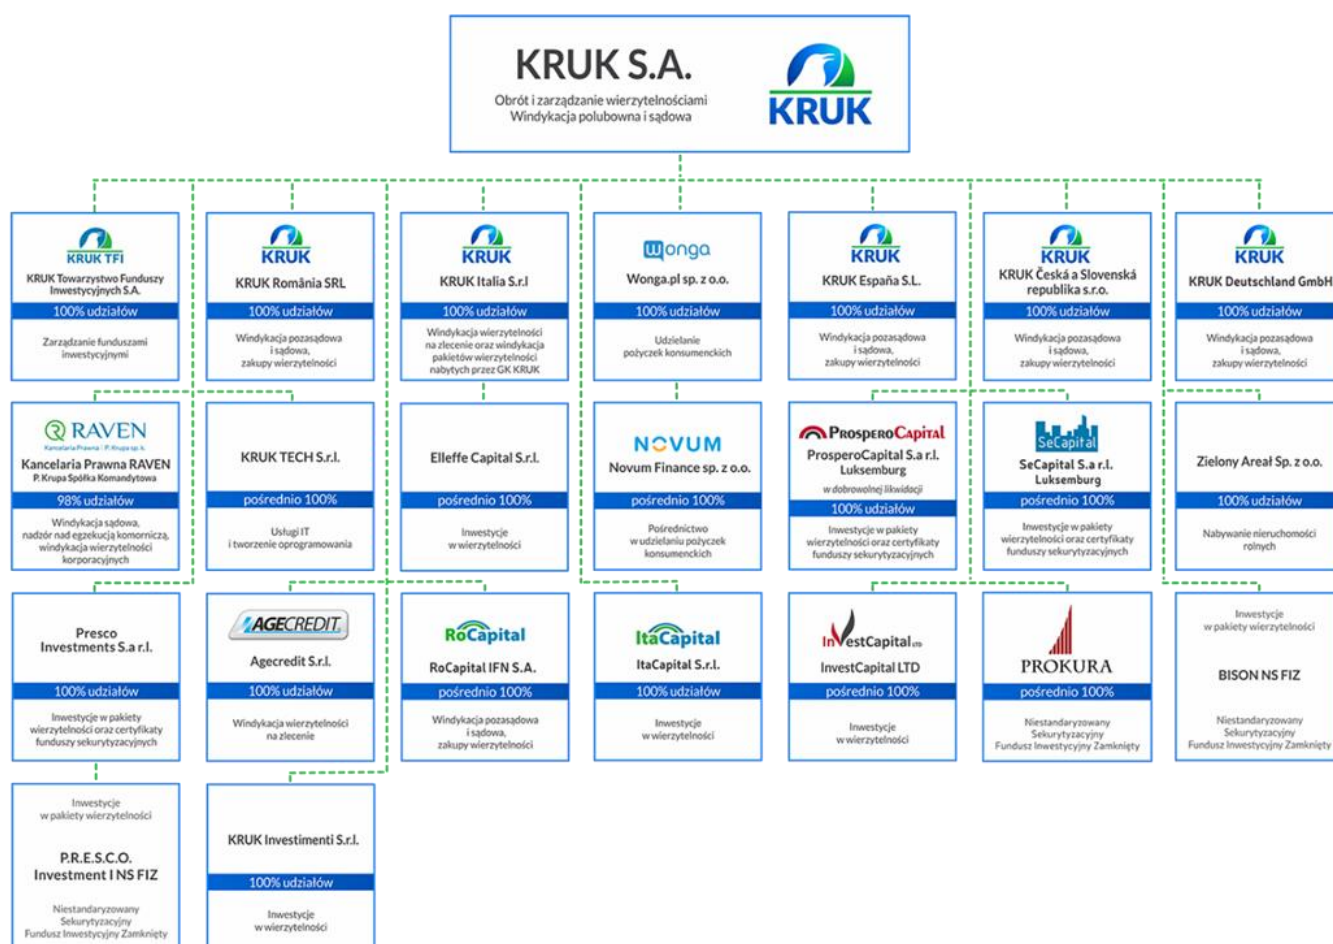 KRUK S.A.
Obrót i zarządzanie wierzytelnościami
Windykacja polubowna i sądowa
KRUK
KRUK TFI
KRUK Towarzystwo Funduszy
Inwestycyjnych S.A.
100% udziałów
Zarządzanie funduszami
inwestycyjnymi
KRUK
KRUK România SRL
100% udziałów
Windykacja pozasądowa
i sądowa,
zakupy wierzytelności
KRUK
KRUK Italia S.r.l
100% udziałów
Windykacja wierzytelności
na zlecenie oraz windykacja
pakietów wierzytelności
nabytych przez GK KRUK
wonga
Wonga.pl sp. z o.o.
100% udziałów
Udzielanie
pożyczek konsumenckich
KRUK
KRUK España S.L.
100% udziałów
Windykacja pozasądowa
i sądowa,
zakupy wierzytelności
KRUK
KRUK Česká a Slovenská
republika s.r.o.
100% udziałów
Windykacja pozasądowa
i sądowa,
zakupy wierzytelności
KRUK
KRUK Deutschland GmbH
100% udziałów
Windykacja pozasądowa
i sądowa,
zakupy wierzytelności
RAVEN
Kancelaria Prawna | P. Krupa sp. k.
Kancelaria Prawna RAVEN
P. Krupa Spółka Komandytowa
98% udziałów
Windykacja sądowa,
nadzór nad egzekucją komorniczą,
windykacja wierzytelności
korporacyjnych
KRUK TECH S.r.l.
pośrednio 100%
Usługi IT
i tworzenie oprogramowania
Elleffe Capital S.r.l.
pośrednio 100%
Inwestycje
w wierzytelności
NOVUM
Novum Finance sp. z o.o.
pośrednio 100%
Pośrednictwo
w udzielaniu pożyczek
konsumenckich
PROSPEROCAPITAL
ProsperoCapital S.a r.l.
Luksemburg
w dobrowolnej likwidacji
100% udziałów
Inwestycje w pakiety
wierzytelności oraz certyfikaty
funduszy sekurytyzacyjnych
SeCapital
SeCapital S.a r.l.
Luksemburg
pośrednio 100%
Inwestycje w pakiety
wierzytelności oraz certyfikaty
funduszy sekurytyzacyjnych
Zielony Areał Sp. z o.o.
100% udziałów
Nabywanie nieruchomości
rolnych
Presco
Investments S.a r.l.
100% udziałów
Inwestycje w pakiety
wierzytelności oraz certyfikaty
funduszy sekurytyzacyjnych
AGECREDIT
Agecredit S.r.l.
100% udziałów
Windykacja wierzytelności
na zlecenie
RoCapital
RoCapital IFN S.A.
pośrednio 100%
Windykacja pozasądowa
i sądowa,
zakupy wierzytelności
ItaCapital
ItaCapital S.r.l.
100% udziałów
Inwestycje
w wierzytelności
InVestCapital LTD
InvestCapital LTD
pośrednio 100%
Inwestycje
w wierzytelności
PROKURA
pośrednio 100%
Niestandaryzowany
Sekurytyzacyjny
Fundusz Inwestycyjny Zamknięty
Inwestycje
w pakiety wierzytelności
BISON NS FIZ
Niestandaryzowany
Sekurytyzacyjny
Fundusz Inwestycyjny Zamknięty
Inwestycje
w pakiety wierzytelności
P.R.E.S.C.O.
Investment I NS FIZ
Niestandaryzowany
Sekurytyzacyjny
Fundusz Inwestycyjny Zamknięty
KRUK Investimenti S.r.l.
100% udziałów
Inwestycje
w wierzytelności